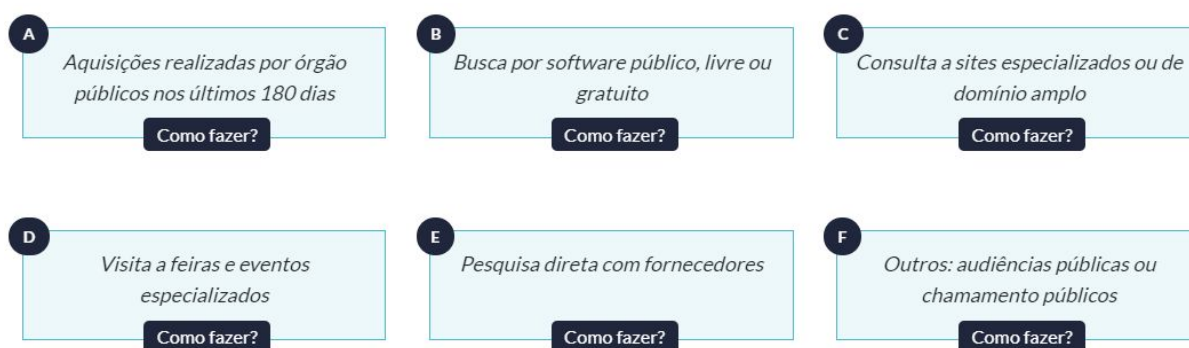 A
Aquisições realizadas por órgão
públicos nos últimos 180 dias
Como fazer?
B
Busca por software público, livre ou
gratuito
Como fazer?
C
Consulta a sites especializados ou de
domínio amplo
Como fazer?
D
Visita a feiras e eventos
especializados
Como fazer?
E
Pesquisa direta com fornecedores
Como fazer?
F
Outros: audiências públicas ou
chamamento públicos
Como fazer?